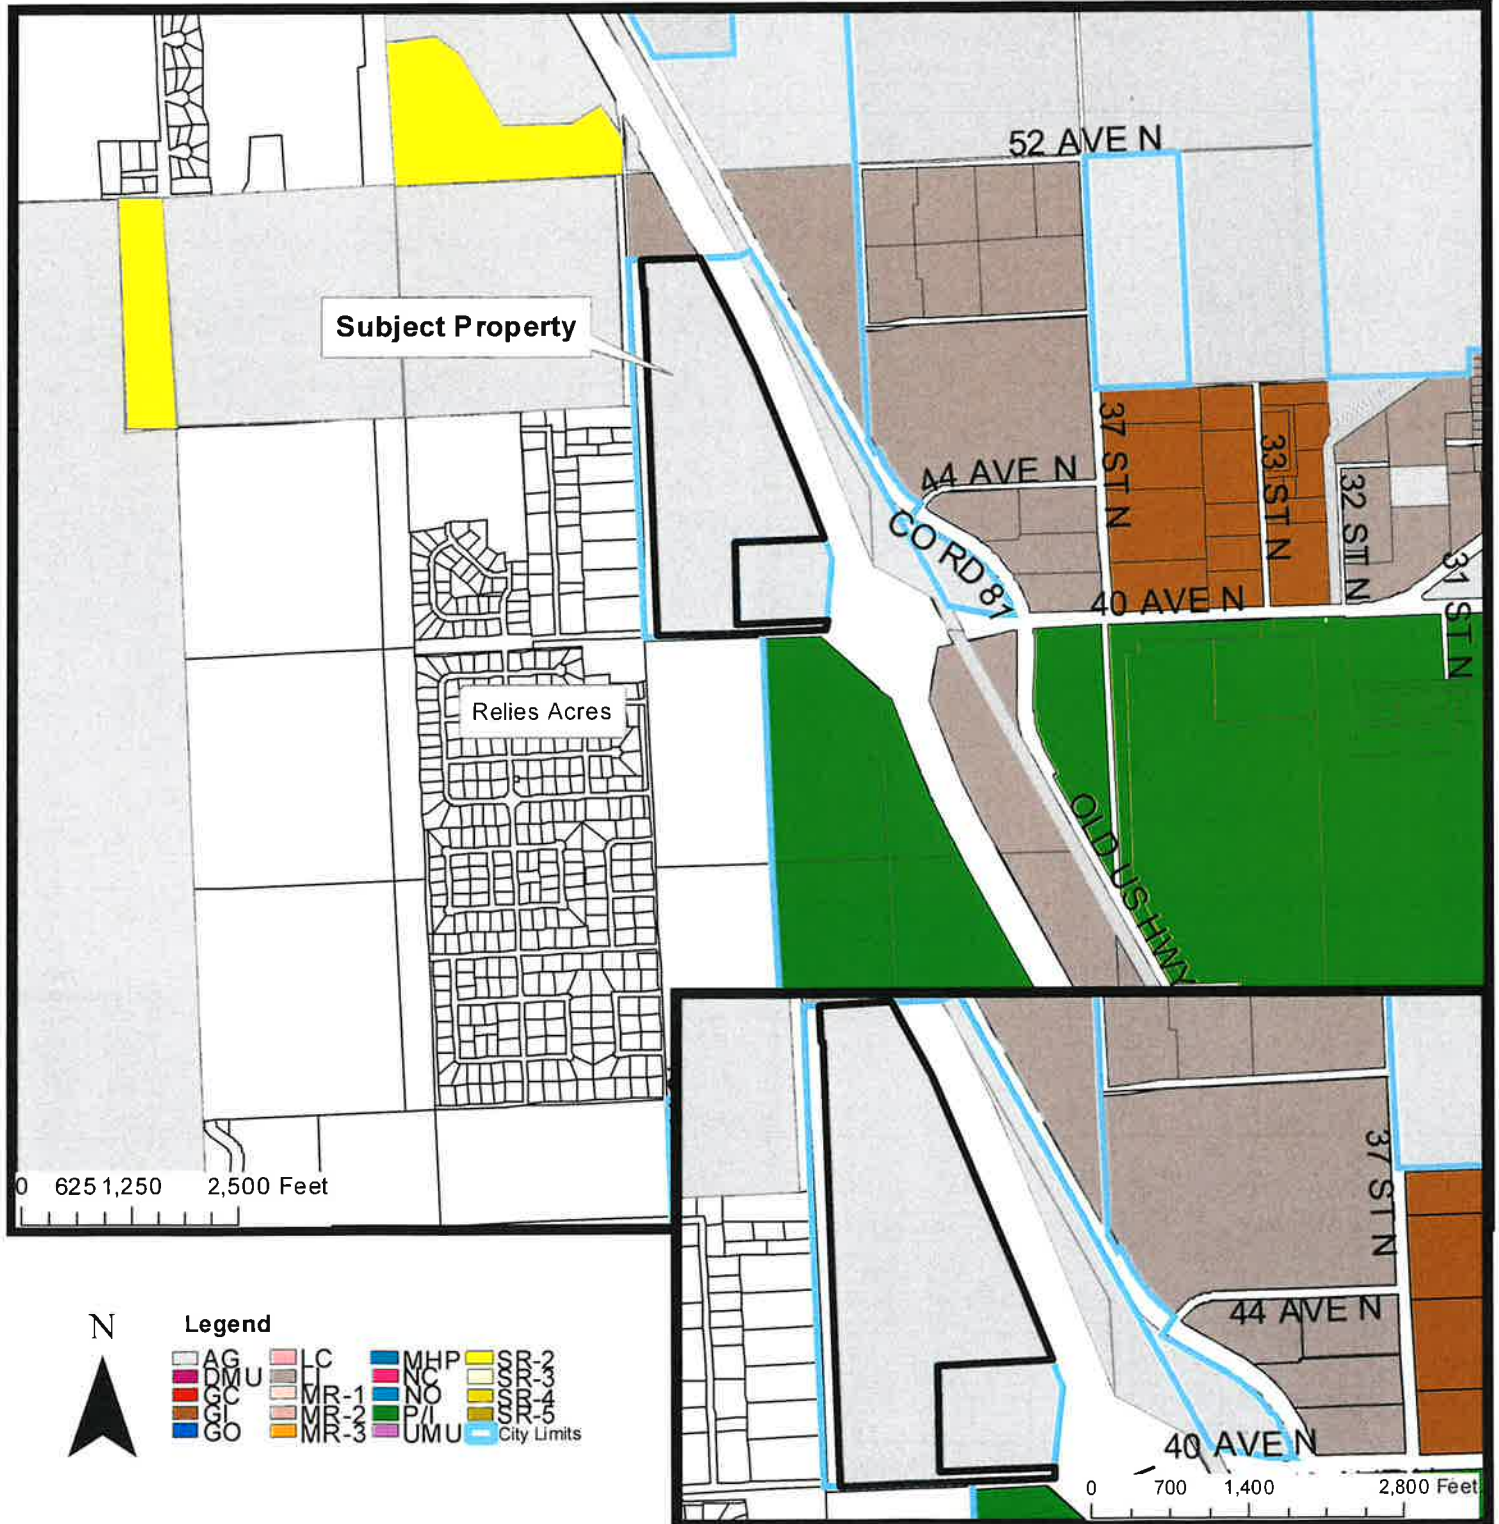 52 AVE N
Subject Property
44 AVE N
37 ST N
33 ST N
32 ST N
31 ST N
CO RD 81
40 AVE N
Relies Acres
OLD US HWY
0 625 1,250 2,500 Feet
37 ST N
44 AVE N
40 AVE N
0 700 1,400 2,800 Feet
N
Legend
AG LC MHP SR-2
DMU LI NC SR-3
GC MR-1 NO SR-4
GI MR-2 P/I SR-5
GO MR-3 UMU City Limits